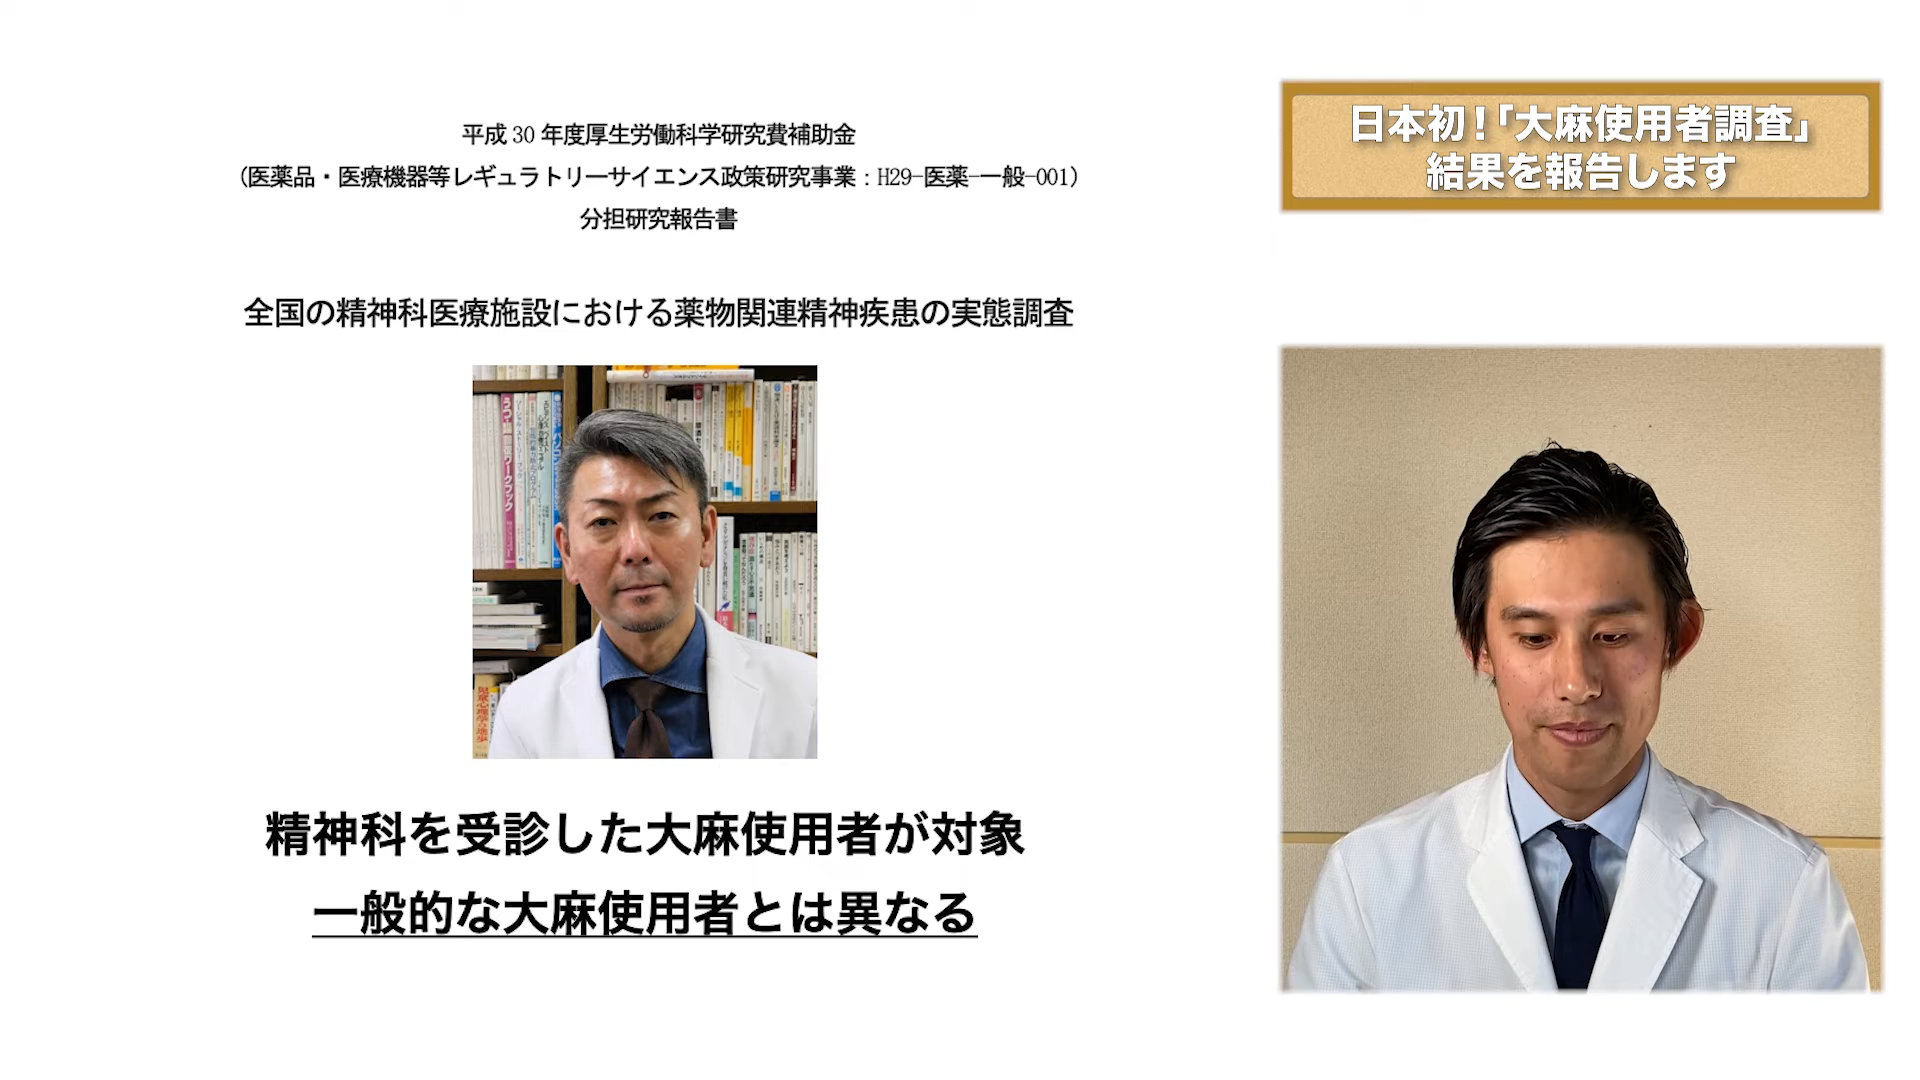 平成 30 年度厚生労働科学研究費補助金
（医薬品・医療機器等レギュラトリーサイエンス政策研究事業：H29-医薬-一般-001）
分担研究報告書
全国の精神科医療施設における薬物関連精神疾患の実態調査
精神科を受診した大麻使用者が対象
一般的な大麻使用者とは異なる
日本初！「大麻使用者調査」
結果を報告します